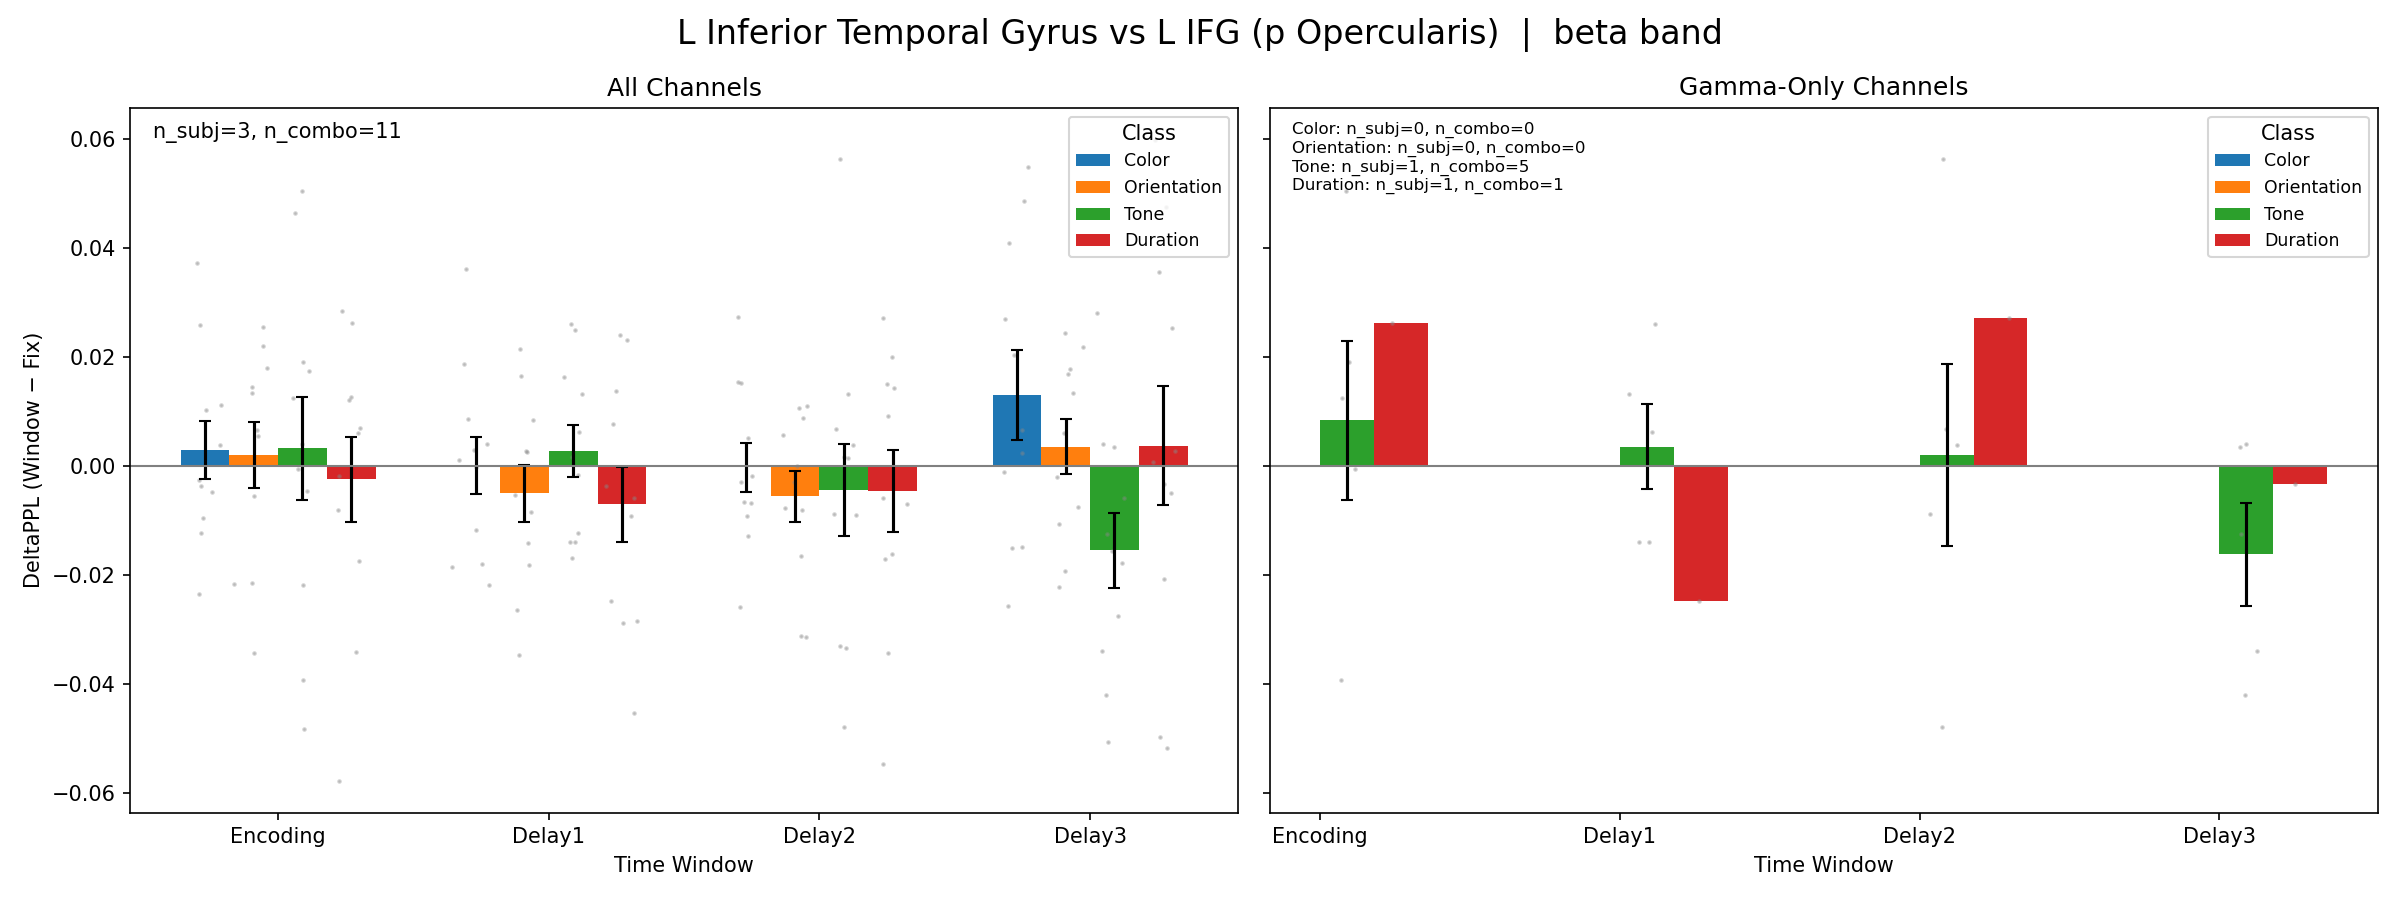 L Inferior Temporal Gyrus vs L IFG (p Opercularis)  |  beta band
All Channels
n_subj=3, n_combo=11
Class
Color
Orientation
Tone
Duration
0.06
0.04
0.02
0.00
−0.02
−0.04
−0.06
DeltaPPL (Window − Fix)
Encoding
Delay1
Delay2
Delay3
Time Window
Gamma-Only Channels
Color: n_subj=0, n_combo=0
Orientation: n_subj=0, n_combo=0
Tone: n_subj=1, n_combo=5
Duration: n_subj=1, n_combo=1
Class
Color
Orientation
Tone
Duration
Encoding
Delay1
Delay2
Delay3
Time Window